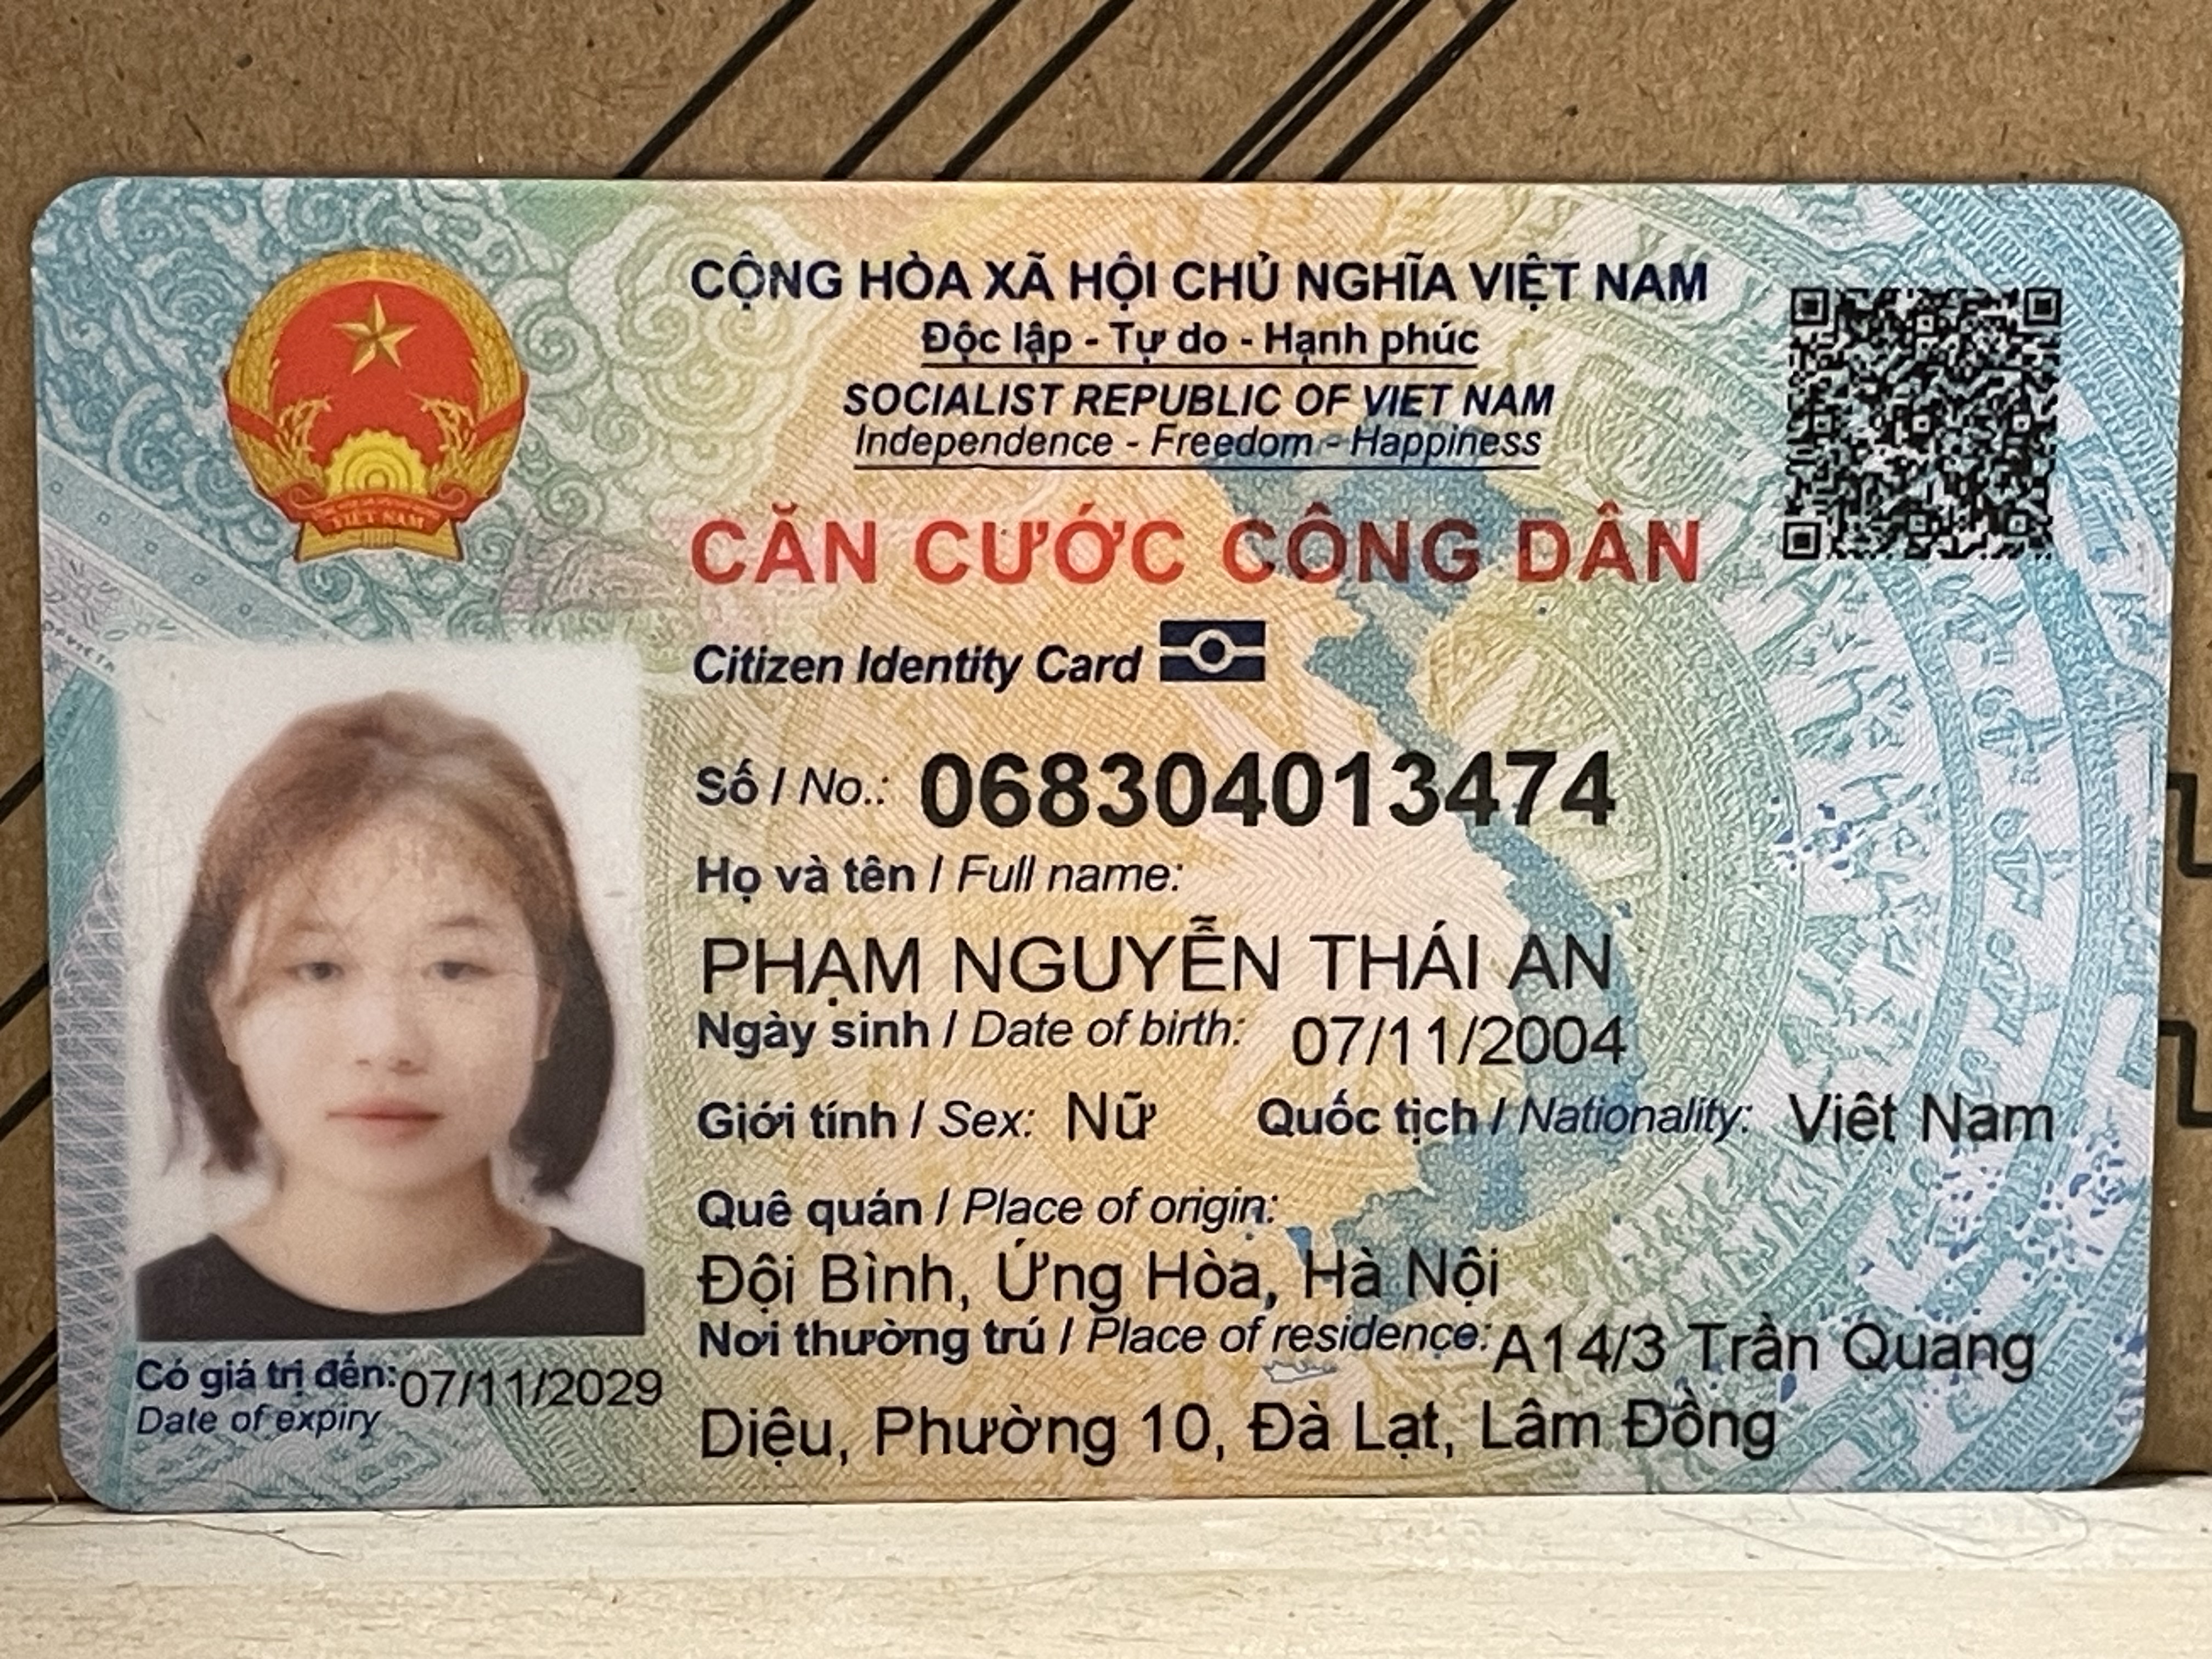 CỘNG HÒA XÃ HỘI CHỦ NGHĨA VIỆT NAM
Độc lập - Tự do - Hạnh phúc
SOCIALIST REPUBLIC OF VIET NAM
Independence - Freedom - Happiness
VIỆT NAM
CĂN CƯỚC CÔNG DÂN
Citizen Identity Card
Số / No.: 068304013474
Họ và tên / Full name:
PHẠM NGUYỄN THÁI AN
Ngày sinh / Date of birth: 07/11/2004
Giới tính / Sex: Nữ Quốc tịch / Nationality: Việt Nam
Quê quán / Place of origin:
Đội Bình, Ứng Hòa, Hà Nội
Nơi thường trú / Place of residence: A14/3 Trần Quang
Diệu, Phường 10, Đà Lạt, Lâm Đồng
Có giá trị đến: 07/11/2029
Date of expiry